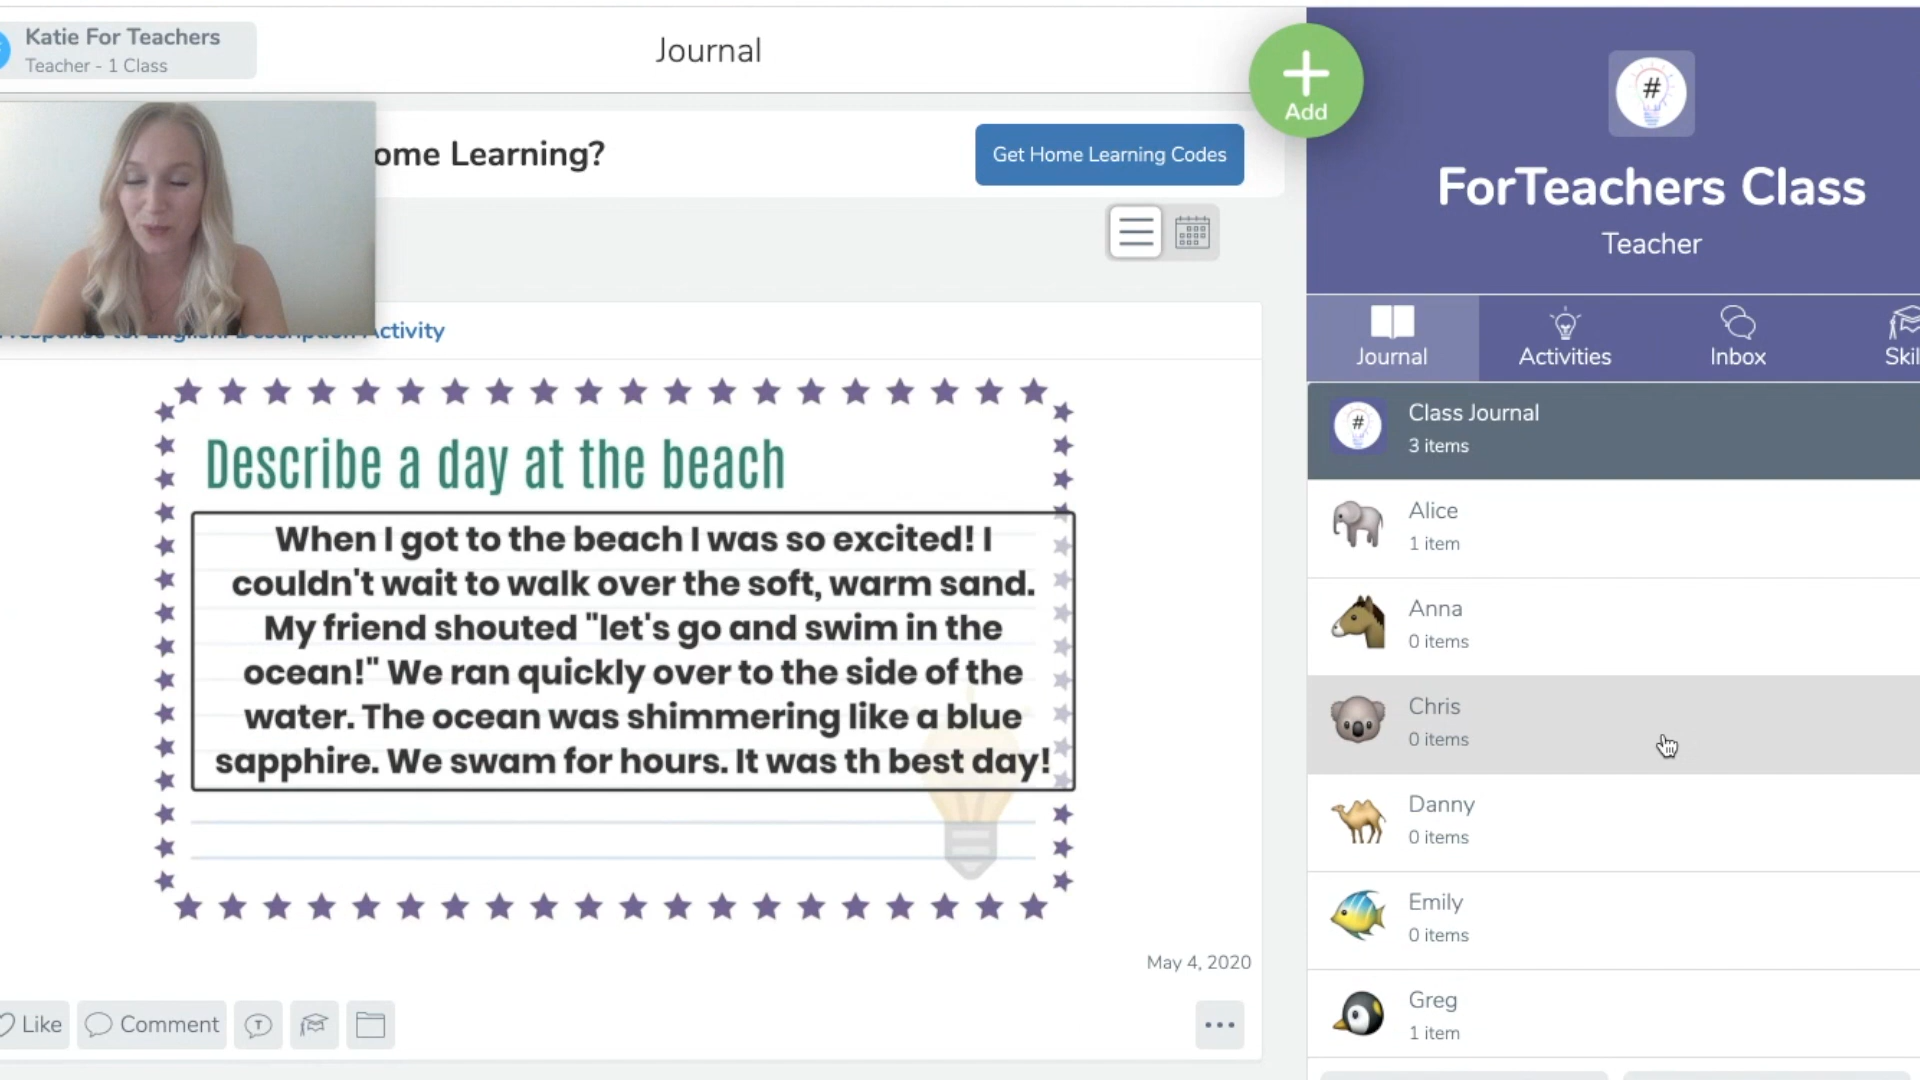 Katie For Teachers
Teacher - 1 Class
Journal
Add
ome Learning?
Get Home Learning Codes
response to: English: Description Activity
Describe a day at the beach
When I got to the beach I was so excited! I
couldn't wait to walk over the soft, warm sand.
My friend shouted "let's go and swim in the
ocean!" We ran quickly over to the side of the
water. The ocean was shimmering like a blue
sapphire. We swam for hours. It was th best day!
May 4, 2020
Like
Comment
T
#
ForTeachers Class
Teacher
Journal
Activities
Inbox
Skil
#
Class Journal
3 items
Alice
1 item
Anna
0 items
Chris
0 items
Danny
0 items
Emily
0 items
Greg
1 item